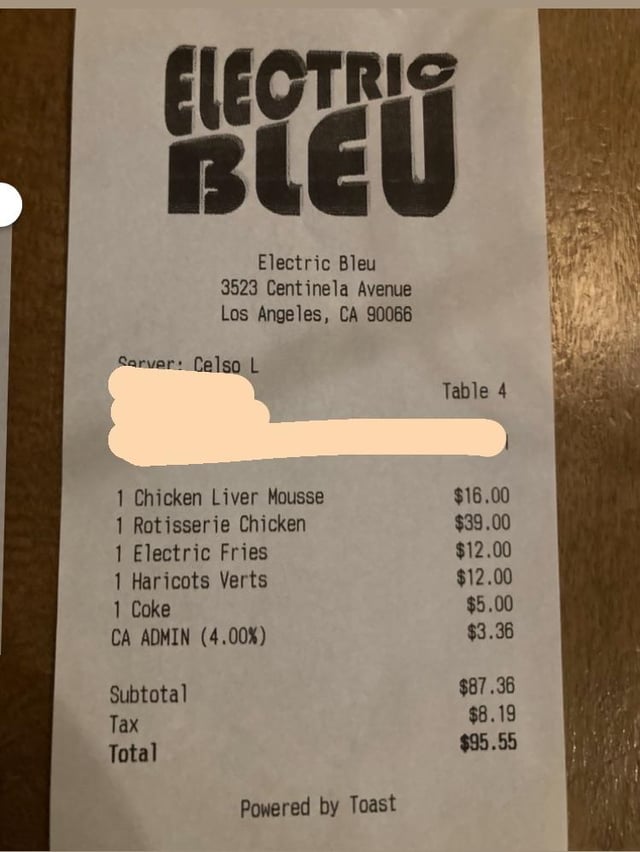 ELECTRIC
BLEU
Electric Bleu
3523 Centinela Avenue
Los Angeles, CA 90066
Server: Celso L
Table 4
1 Chicken Liver Mousse $16.00
1 Rotisserie Chicken $39.00
1 Electric Fries $12.00
1 Haricots Verts $12.00
1 Coke $5.00
CA ADMIN (4.00%) $3.36
Subtotal $87.36
Tax $8.19
Total $95.55
Powered by Toast